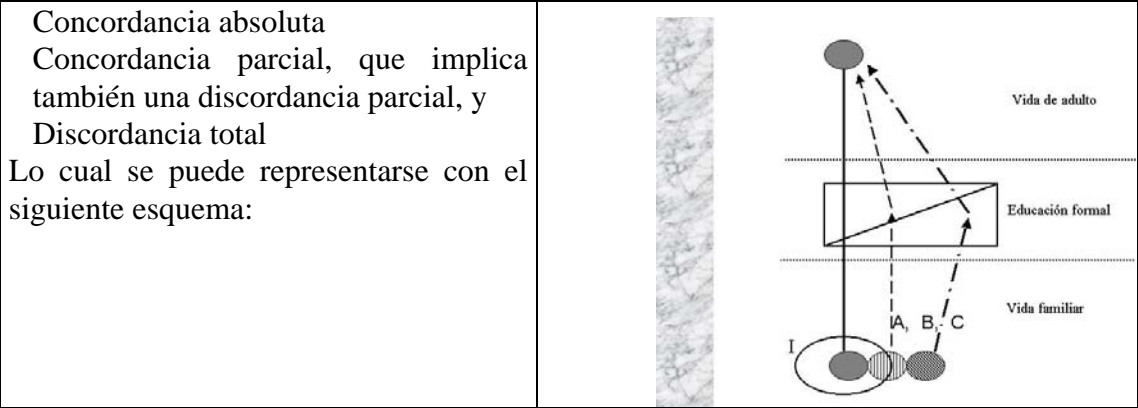 Concordancia absoluta
Concordancia parcial, que implica
también una discordancia parcial, y
Discordancia total
Lo cual se puede representarse con el
siguiente esquema:
Vida de adulto
Educación formal
Vida familiar
A, B, C
I